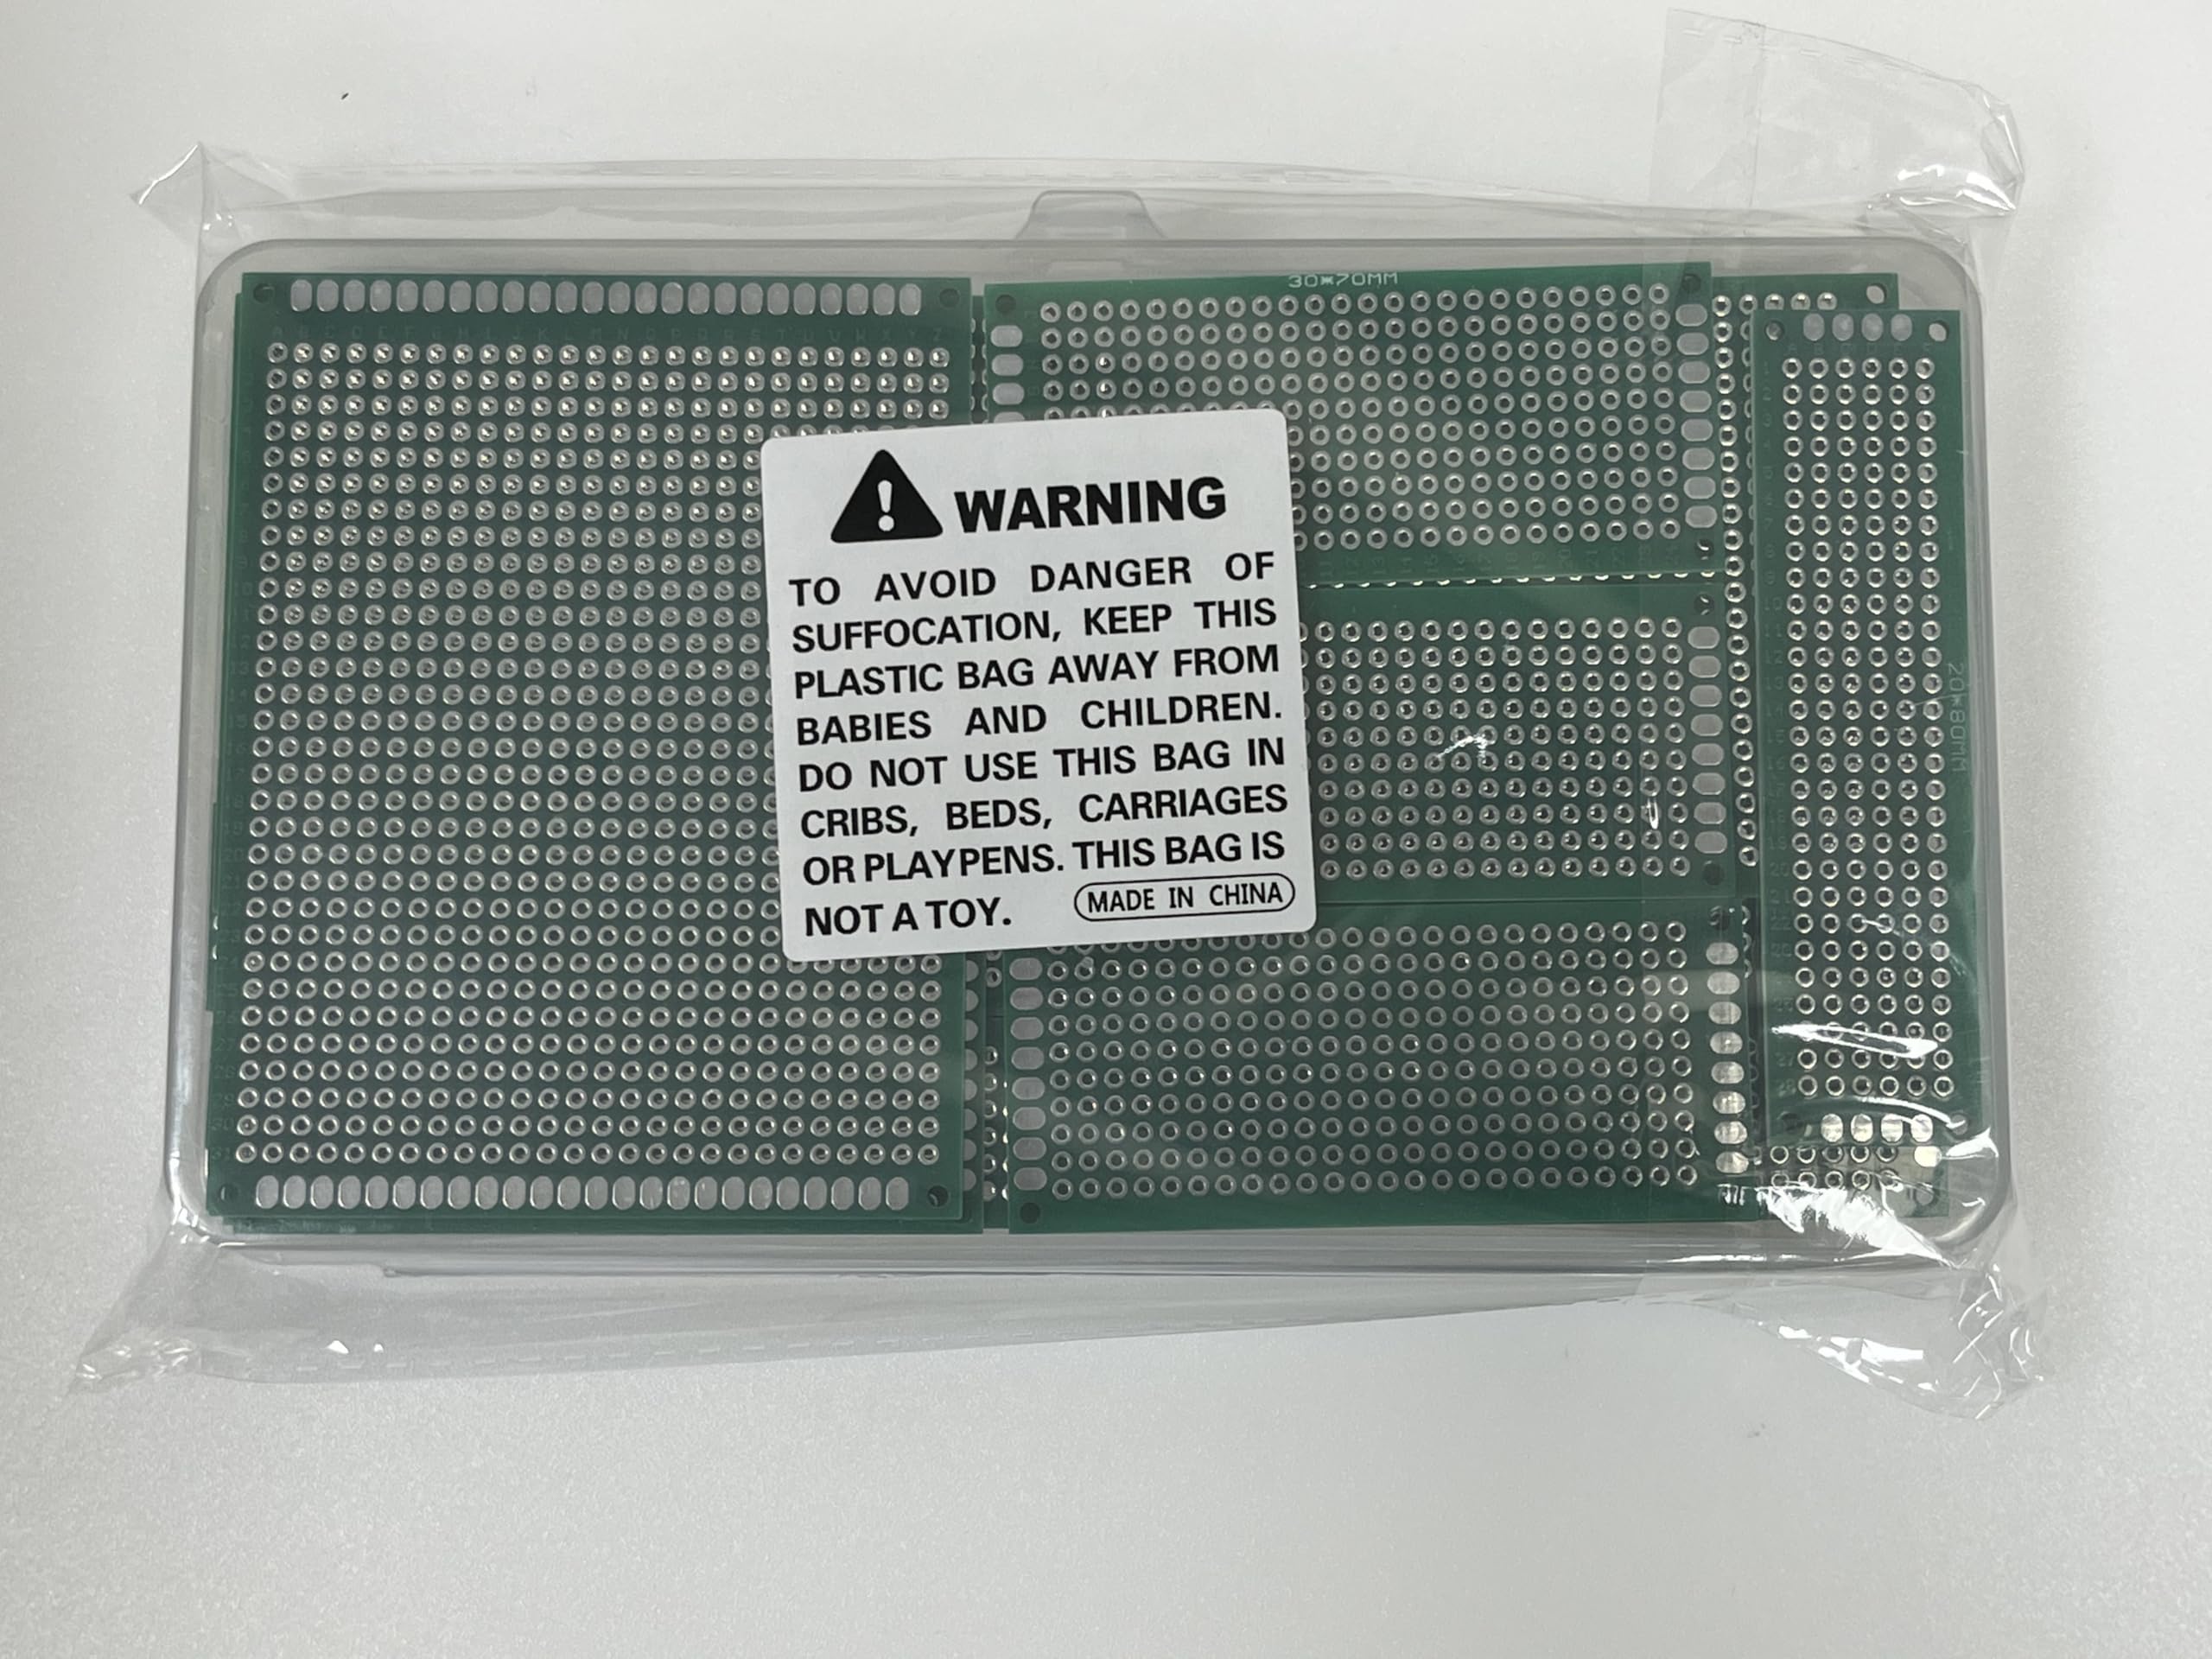 30*70MM
WARNING
TO AVOID DANGER OF
SUFFOCATION, KEEP THIS
PLASTIC BAG AWAY FROM
BABIES AND CHILDREN.
DO NOT USE THIS BAG IN
CRIBS, BEDS, CARRIAGES
OR PLAYPENS. THIS BAG IS
NOT A TOY. MADE IN CHINA
20*80MM